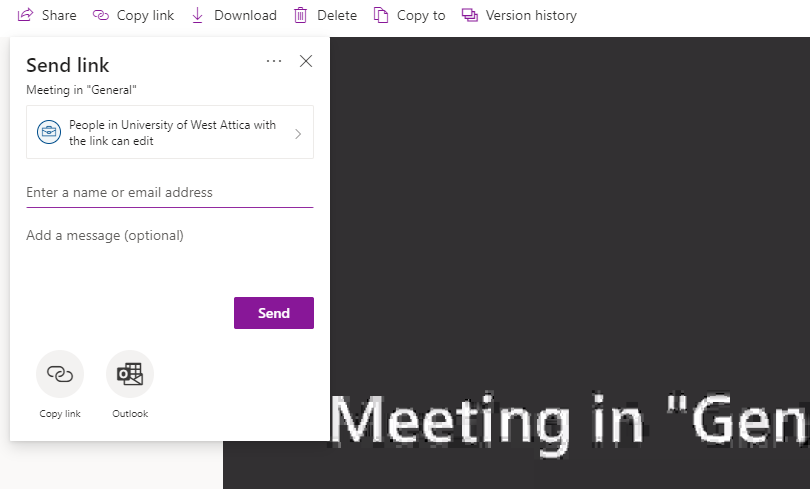 Share Copy link Download Delete Copy to Version history
Send link
Meeting in "General"
People in University of West Attica with
the link can edit
Enter a name or email address
Add a message (optional)
Send
Copy link Outlook
Meeting in "Gen